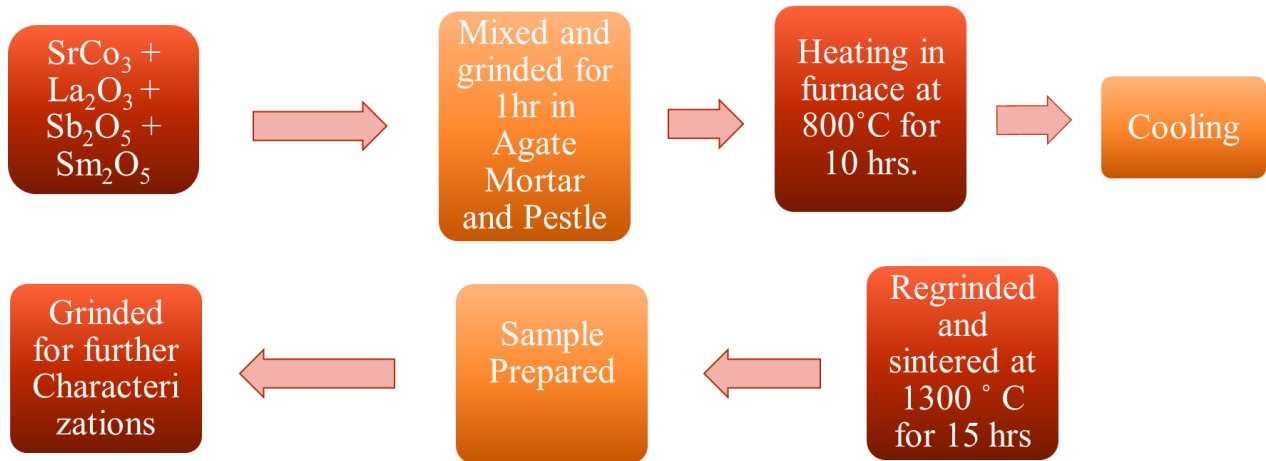 SrCo₃ +
La₂O₃ +
Sb₂O₅ +
Sm₂O₅
Mixed and
grinded for
1hr in
Agate
Mortar
and Pestle
Heating in
furnace at
800˚C for
10 hrs.
Cooling
Regrinded
and
sintered at
1300 ˚ C
for 15 hrs
Sample
Prepared
Grinded
for further
Characteri
zations